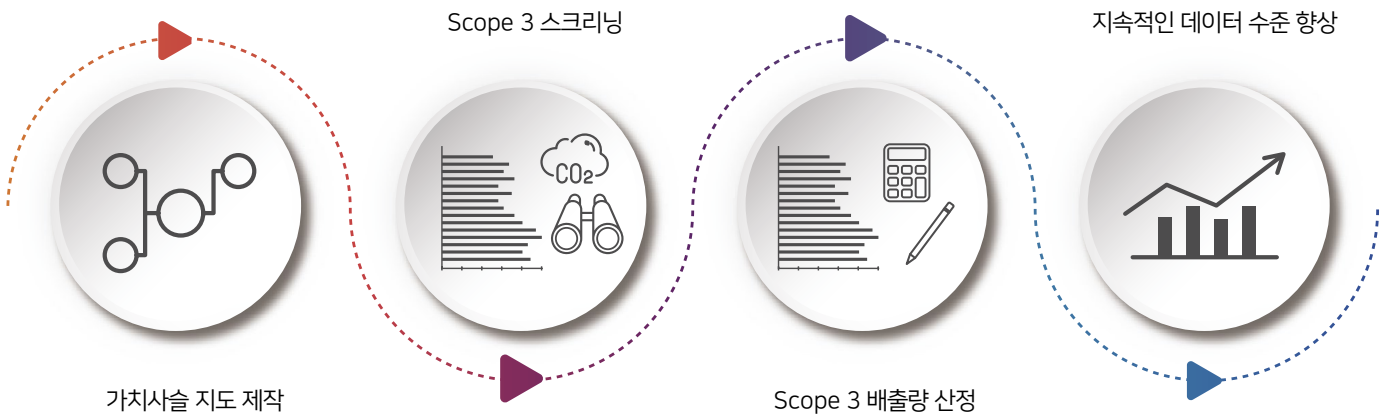 가치사슬 지도 제작
Scope 3 스크리닝
CO2
Scope 3 배출량 산정
지속적인 데이터 수준 향상